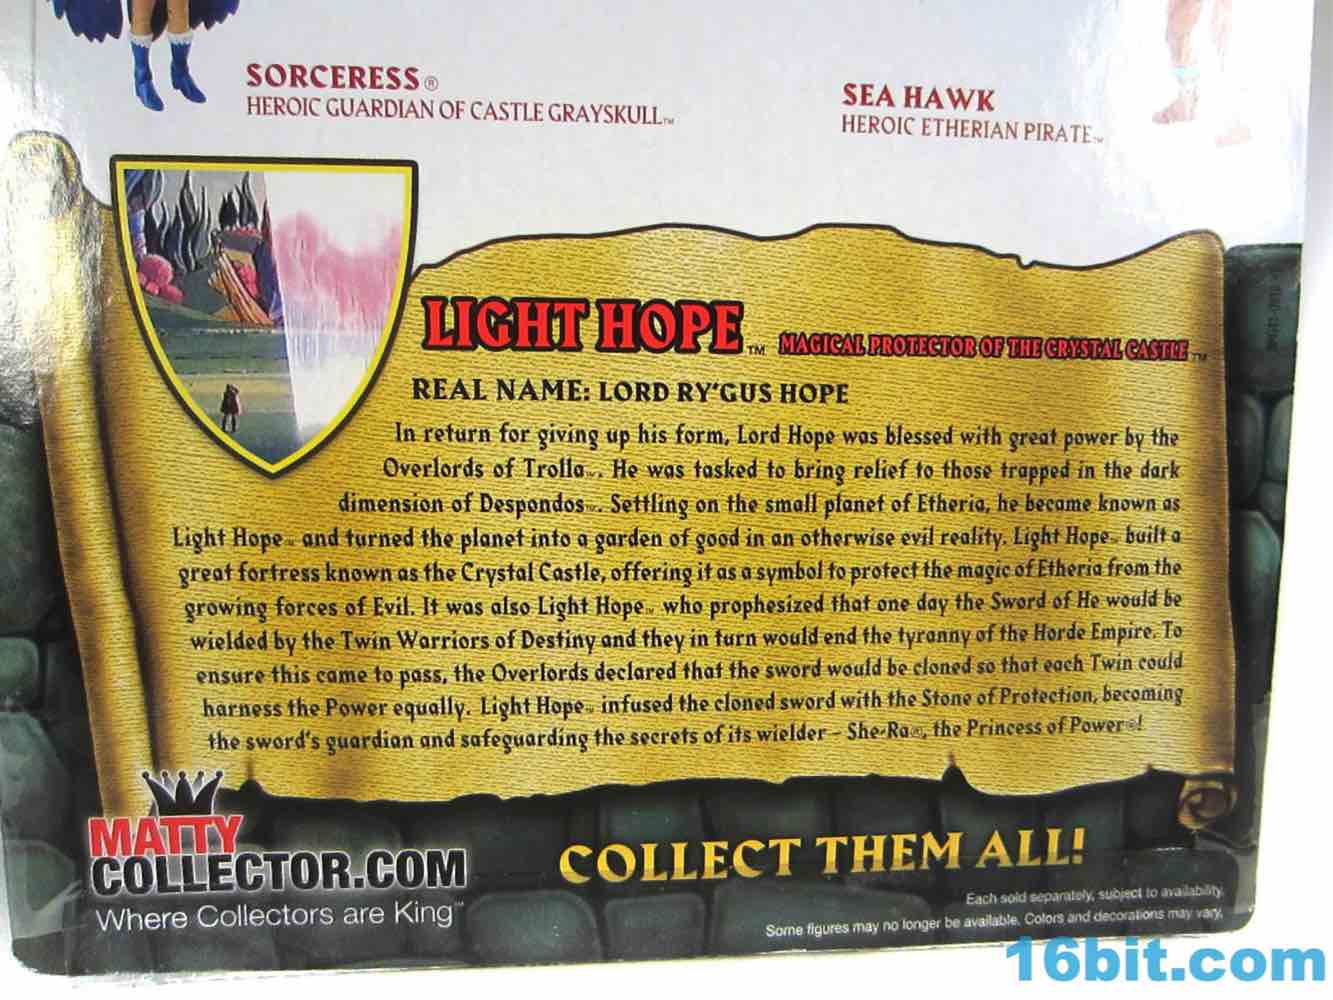 SORCERESS®
HEROIC GUARDIAN OF CASTLE GRAYSKULL™
SEA HAWK
HEROIC ETHERIAN PIRATE™
LIGHT HOPE™ MAGICAL PROTECTOR OF THE CRYSTAL CASTLE™
REAL NAME: LORD RY'GUS HOPE
In return for giving up his form, Lord Hope was blessed with great power by the
Overlords of Trolla™. He was tasked to bring relief to those trapped in the dark
dimension of Despondos™. Settling on the small planet of Etheria, he became known as
Light Hope™ and turned the planet into a garden of good in an otherwise evil reality. Light Hope™ built a
great fortress known as the Crystal Castle, offering it as a symbol to protect the magic of Etheria from the
growing forces of Evil. It was also Light Hope™ who prophesized that one day the Sword of He would be
wielded by the Twin Warriors of Destiny and they in turn would end the tyranny of the Horde Empire. To
ensure this came to pass, the Overlords declared that the sword would be cloned so that each Twin could
harness the Power equally. Light Hope™ infused the cloned sword with the Stone of Protection, becoming
the sword's guardian and safeguarding the secrets of its wielder – She-Ra®, the Princess of Power®!
MATTY
COLLECTOR.COM
Where Collectors are King™
COLLECT THEM ALL!
Each sold separately, subject to availability.
Some figures may no longer be available. Colors and decorations may vary.
16bit.com